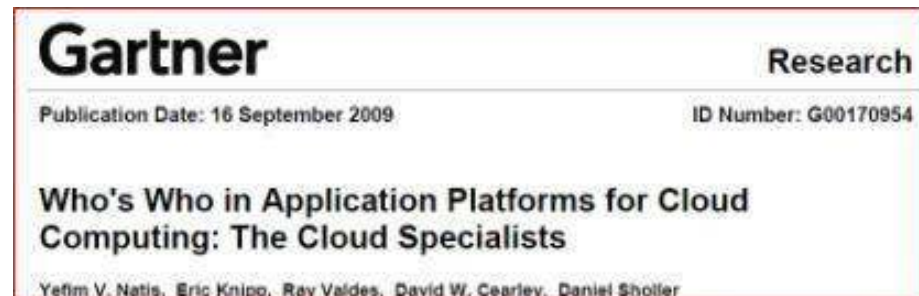 Gartner
Research
Publication Date: 16 September 2009
ID Number: G00170954
Who's Who in Application Platforms for Cloud
Computing: The Cloud Specialists
Yefim V. Natis, Eric Knipp, Ray Valdes, David W. Cearley, Daniel Sholler